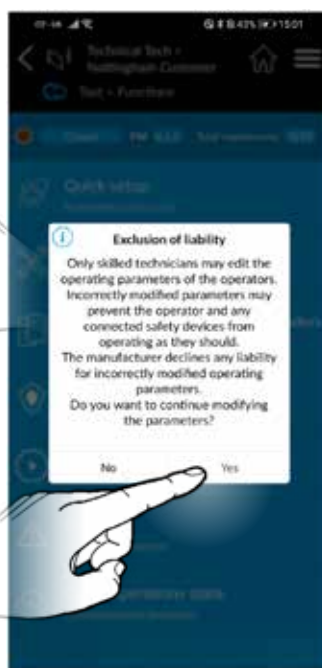 15:01
Technical Tech >
Nottingham Customer
Test > Functions
Quick setup
Exclusion of liability
Only skilled technicians may edit the
operating parameters of the operators.
Incorrectly modified parameters may
prevent the operator and any
connected safety devices from
operating as they should.
The manufacturer declines any liability
for incorrectly modified operating
parameters.
Do you want to continue modifying
the parameters?
No Yes